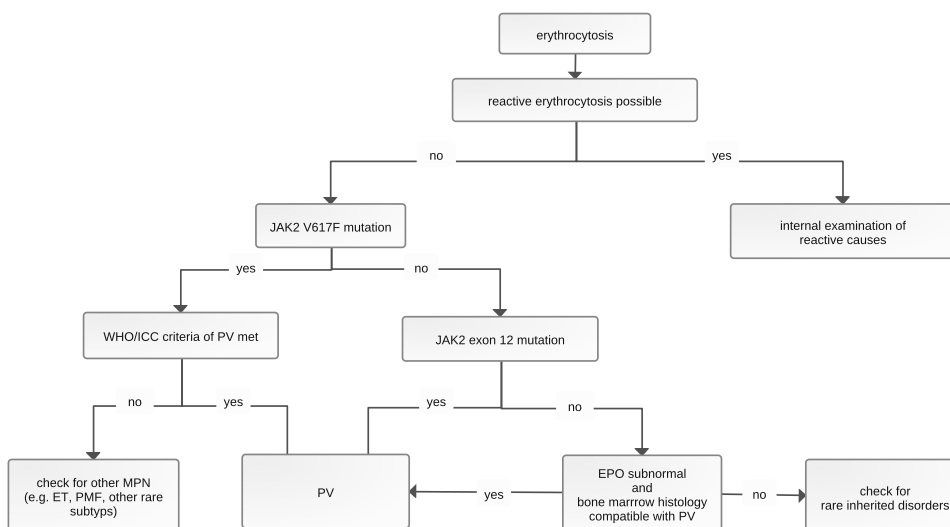 erythrocytosis
reactive erythrocytosis possible
no
yes
JAK2 V617F mutation
internal examination of
reactive causes
yes
no
WHO/ICC criteria of PV met
JAK2 exon 12 mutation
no
yes
yes
no
check for other MPN
(e.g. ET, PMF, other rare
subtyps)
PV
yes
EPO subnormal
and
bone marrrow histology
compatible with PV
no
check for
rare inherited disorders